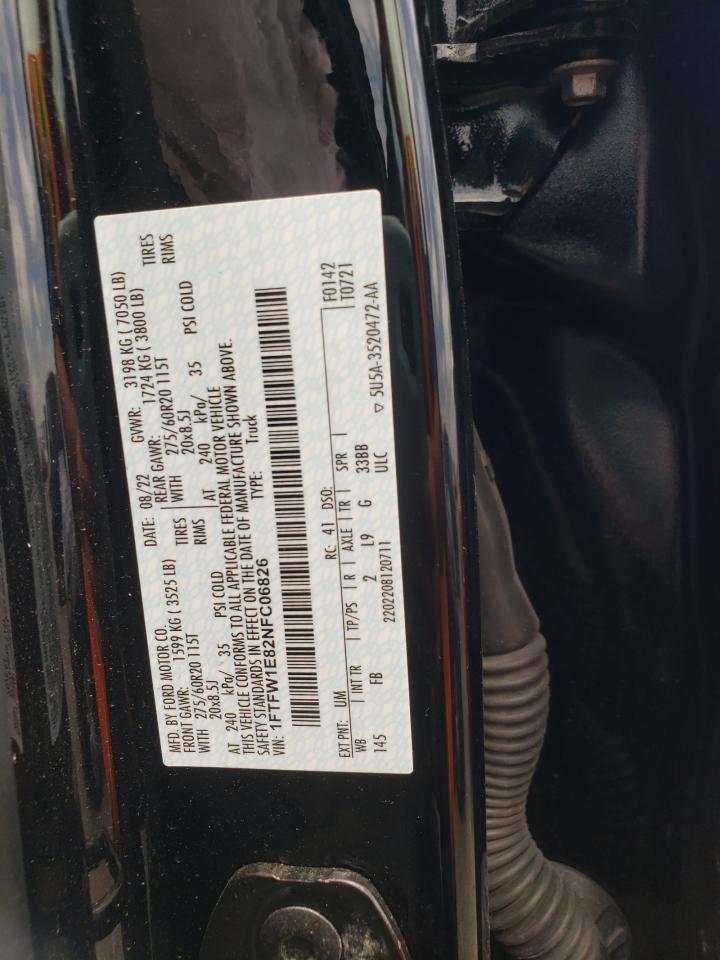 MFD. BY FORD MOTOR CO.
DATE: 08/22 GVWR: 3198 KG ( 7050 LB)
FRONT GAWR: 1599 KG ( 3525 LB) REAR GAWR: 1724 KG ( 3800 LB)
WITH 275/60R20 115T TIRES WITH 275/60R20 115T TIRES
20x8.5J RIMS 20x8.5J RIMS
AT 240 kPa/ 35 PSI COLD AT 240 kPa/ 35 PSI COLD
THIS VEHICLE CONFORMS TO ALL APPLICABLE FEDERAL MOTOR VEHICLE
SAFETY STANDARDS IN EFFECT ON THE DATE OF MANUFACTURE SHOWN ABOVE.
VIN: 1FTFW1E82NFC06826 TYPE: Truck
F0142
T0721
EXT PNT: UM RC: 41 DSO:
WB INT TR TP/PS R AXLE TR SPR
145 FB 2 L9 G 33BB
2202208120711 ULC ▽ 5U5A-3520472-AA